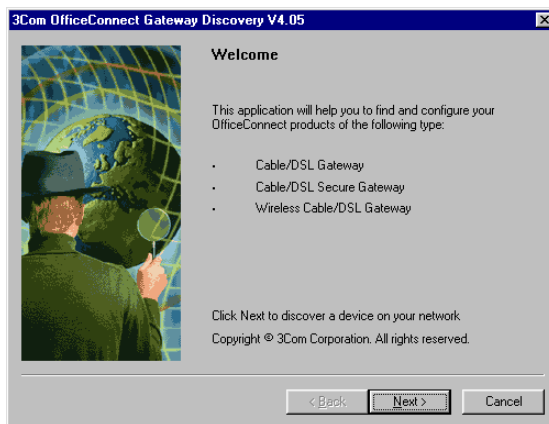 3Com OfficeConnect Gateway Discovery V4.05
Welcome
This application will help you to find and configure your
OfficeConnect products of the following type:
· Cable/DSL Gateway
· Cable/DSL Secure Gateway
· Wireless Cable/DSL Gateway
Click Next to discover a device on your network
Copyright © 3Com Corporation. All rights reserved.
< Back Next > Cancel